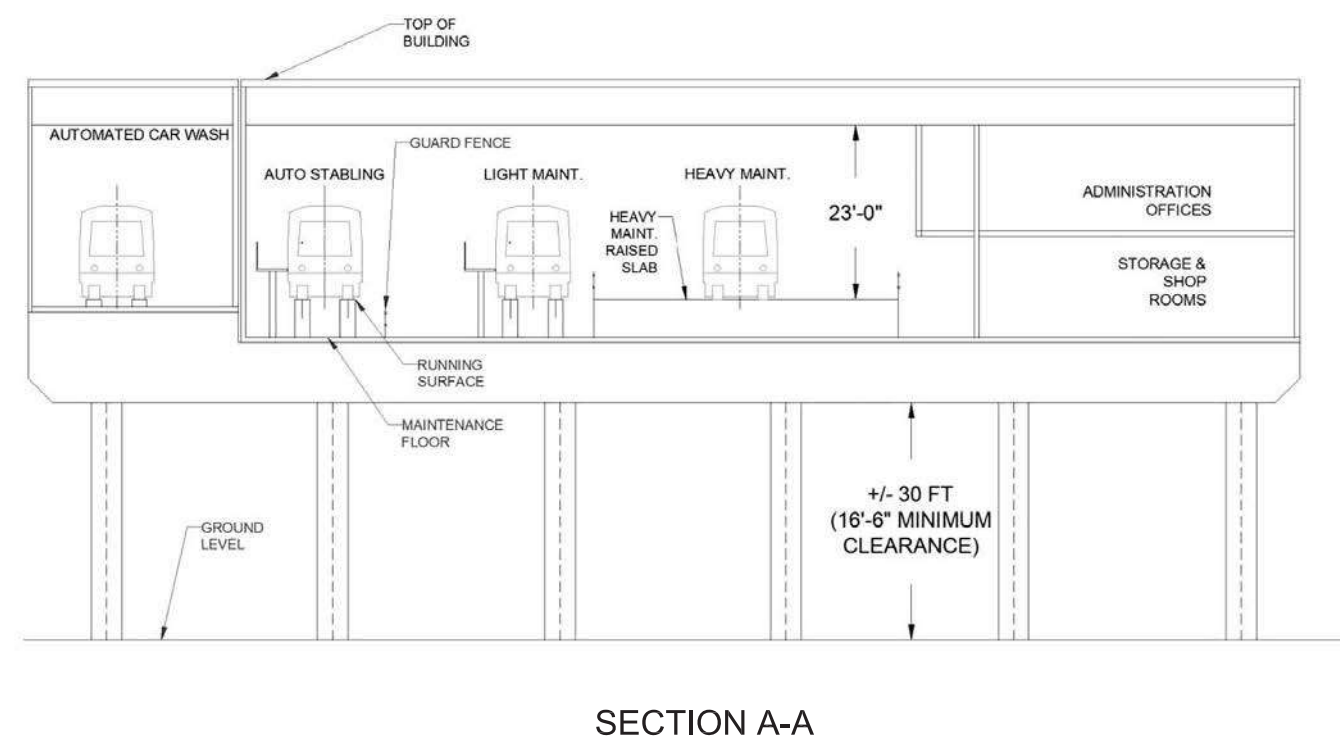 TOP OF
BUILDING
AUTOMATED CAR WASH
GUARD FENCE
AUTO STABLING
LIGHT MAINT.
HEAVY MAINT.
HEAVY
MAINT.
RAISED
SLAB
23'-0"
ADMINISTRATION
OFFICES
STORAGE &
SHOP
ROOMS
RUNNING
SURFACE
MAINTENANCE
FLOOR
GROUND
LEVEL
+/- 30 FT
(16'-6" MINIMUM
CLEARANCE)
SECTION A-A